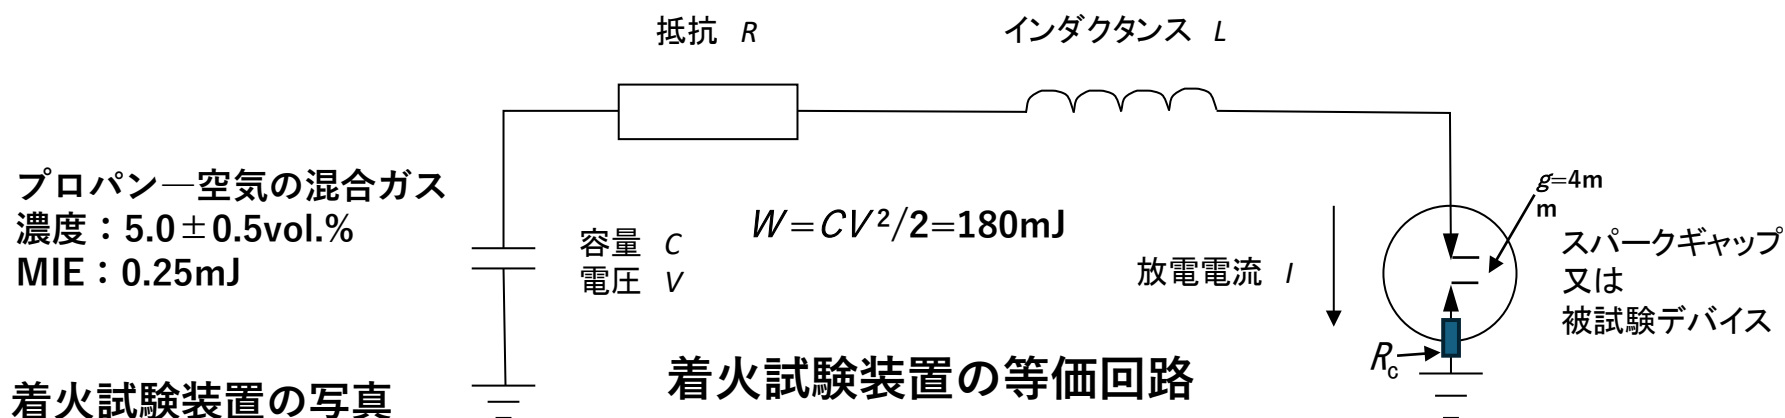 抵抗 R
インダクタンス L
プロパン―空気の混合ガス
濃度：5.0±0.5vol.%
MIE：0.25mJ
容量 C
電圧 V
W=CV²/2=180mJ
放電電流 I
g=4m
m
スパークギャップ
又は
被試験デバイス
Rc
着火試験装置の等価回路
着火試験装置の写真